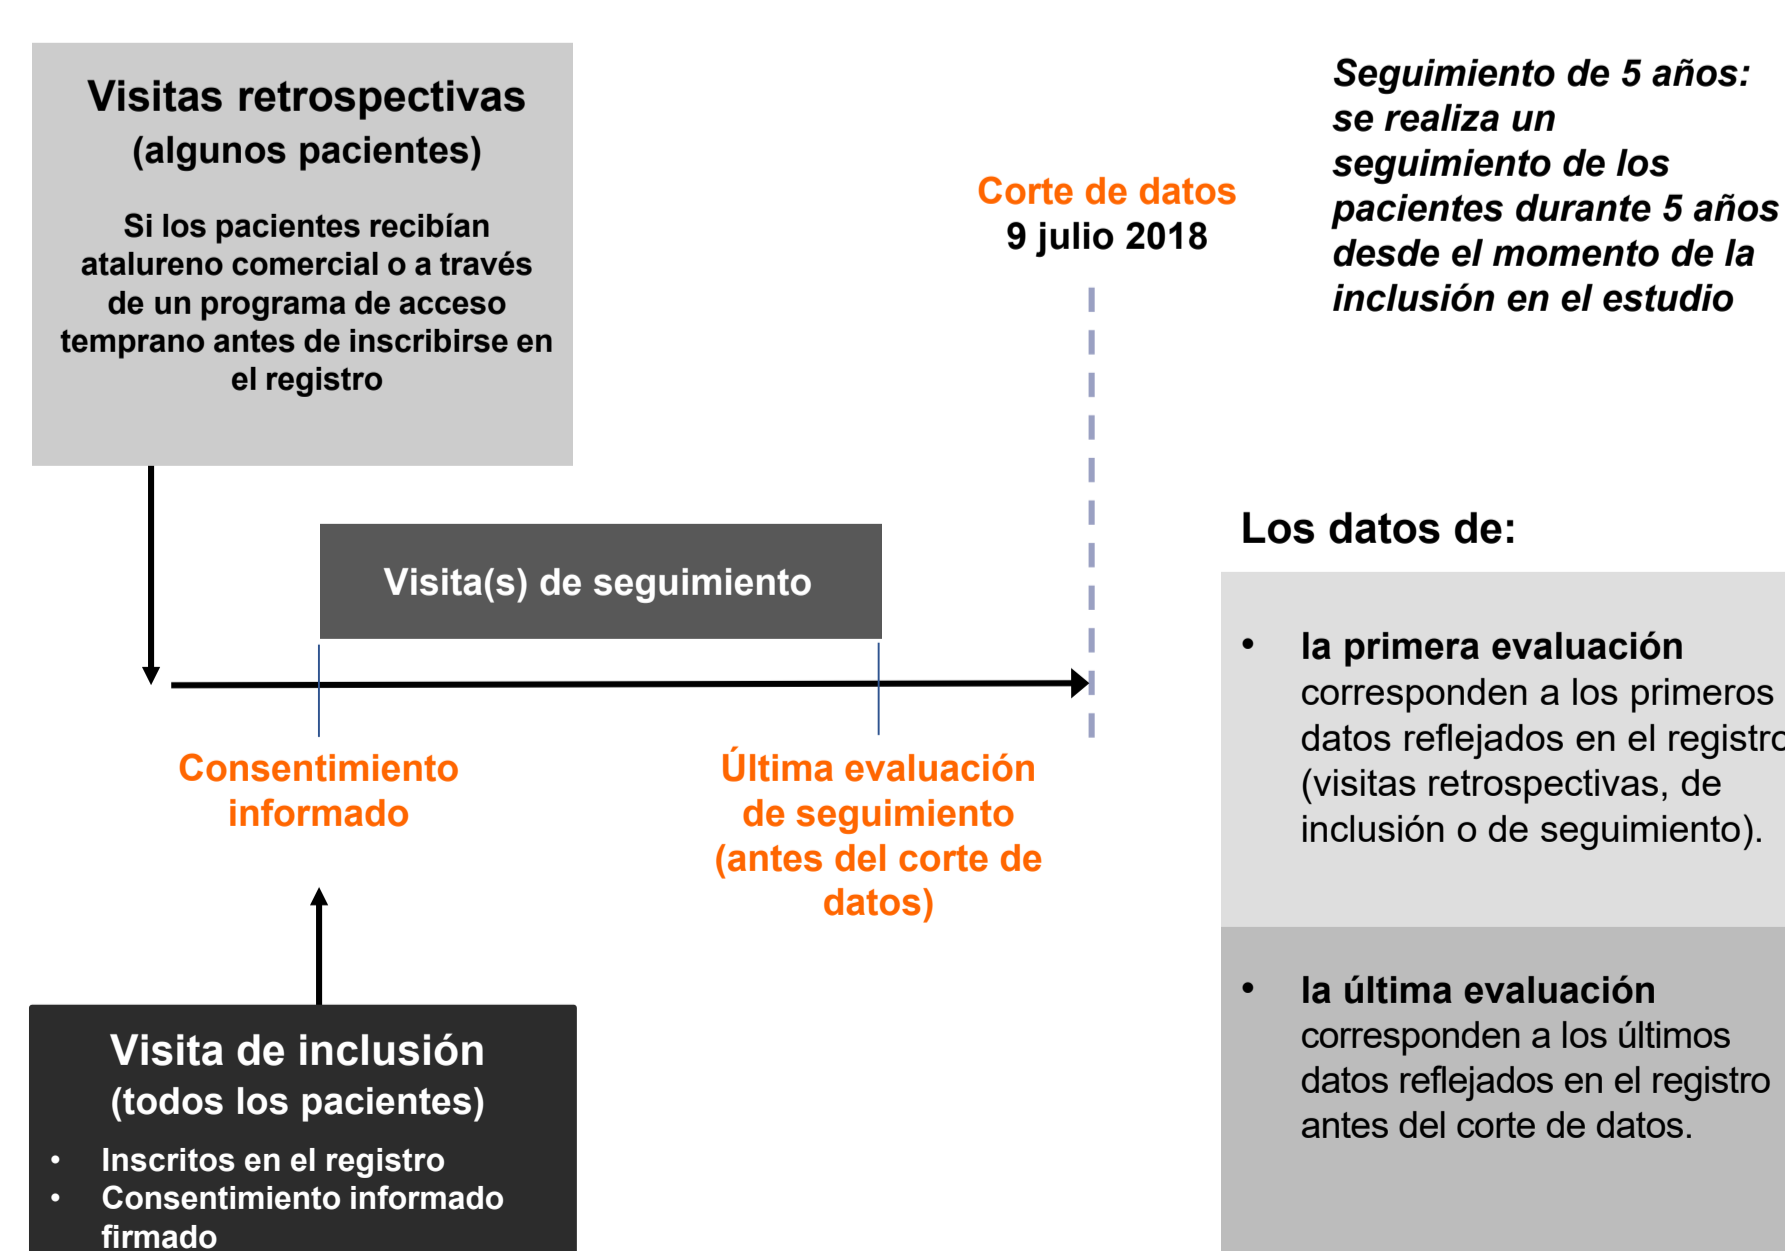 Visitas retrospectivas
(algunos pacientes)
Si los pacientes recibían
atalureno comercial o a través
de un programa de acceso
temprano antes de inscribirse en
el registro
Corte de datos
9 julio 2018
Seguimiento de 5 años:
se realiza un
seguimiento de los
pacientes durante 5 años
desde el momento de la
inclusión en el estudio
Visita(s) de seguimiento
Consentimiento
informado
Última evaluación
de seguimiento
(antes del corte de
datos)
Visita de inclusión
(todos los pacientes)
• Inscritos en el registro
• Consentimiento informado
firmado
Los datos de:
• la primera evaluación
corresponden a los primeros
datos reflejados en el registro
(visitas retrospectivas, de
inclusión o de seguimiento).
• la última evaluación
corresponden a los últimos
datos reflejados en el registro
antes del corte de datos.